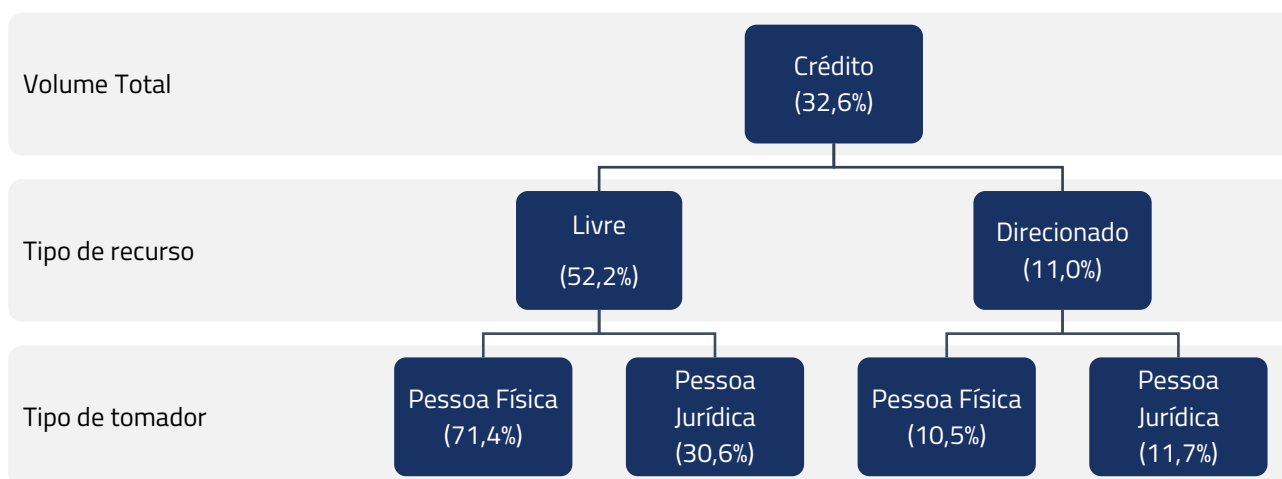 Volume Total
Crédito
(32,6%)
Tipo de recurso
Livre
(52,2%)
Direcionado
(11,0%)
Tipo de tomador
Pessoa Física
(71,4%)
Pessoa
Jurídica
(30,6%)
Pessoa Física
(10,5%)
Pessoa
Jurídica
(11,7%)